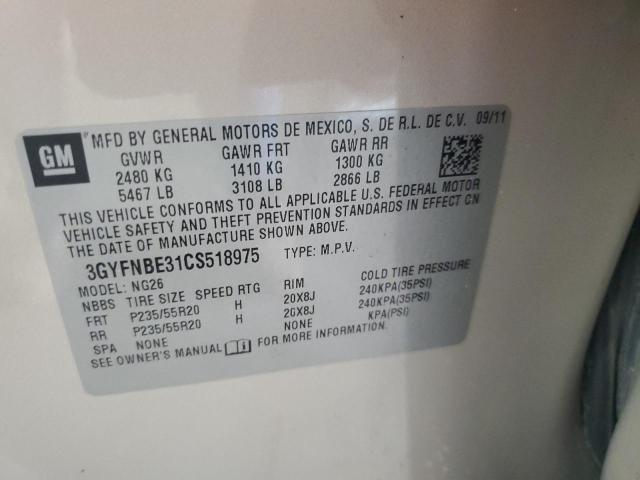 GM
MFD BY GENERAL MOTORS DE MEXICO, S. DE R.L. DE C.V. 09/11
GVWR GAWR FRT GAWR RR
2480 KG 1410 KG 1300 KG
5467 LB 3108 LB 2866 LB
THIS VEHICLE CONFORMS TO ALL APPLICABLE U.S. FEDERAL MOTOR
VEHICLE SAFETY AND THEFT PREVENTION STANDARDS IN EFFECT ON
THE DATE OF MANUFACTURE SHOWN ABOVE.
3GYFNBE31CS518975 TYPE: M.P.V.
MODEL: NG26
NBBS TIRE SIZE SPEED RTG RIM COLD TIRE PRESSURE
FRT P235/55R20 H 20X8J 240KPA(35PSI)
RR P235/55R20 H 20X8J 240KPA(35PSI)
SPA NONE NONE KPA(PSI)
SEE OWNER'S MANUAL FOR MORE INFORMATION.